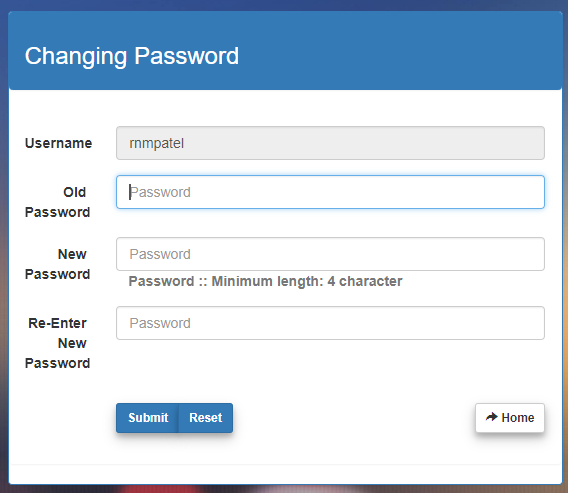 Changing Password
Username
rnmpatel
Old
Password
Password
New
Password
Password
Password :: Minimum length: 4 character
Re-Enter
New
Password
Password
Submit
Reset
Home